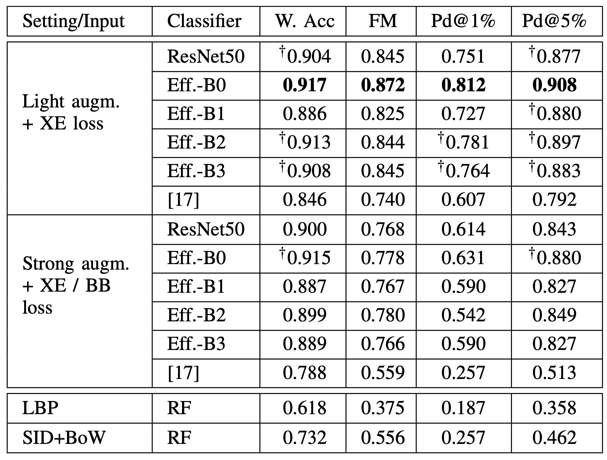 Setting/Input Classifier W. Acc FM Pd@1% Pd@5%
Light augm. + XE loss
ResNet50 †0.904 0.845 0.751 †0.877
Eff.-B0 0.917 0.872 0.812 0.908
Eff.-B1 0.886 0.825 0.727 †0.880
Eff.-B2 †0.913 0.844 †0.781 †0.897
Eff.-B3 †0.908 0.845 †0.764 †0.883
[17] 0.846 0.740 0.607 0.792
Strong augm. + XE / BB loss
ResNet50 0.900 0.768 0.614 0.843
Eff.-B0 †0.915 0.778 0.631 †0.880
Eff.-B1 0.887 0.767 0.590 0.827
Eff.-B2 0.899 0.780 0.542 0.849
Eff.-B3 0.889 0.766 0.590 0.827
[17] 0.788 0.559 0.257 0.513
LBP RF 0.618 0.375 0.187 0.358
SID+BoW RF 0.732 0.556 0.257 0.462